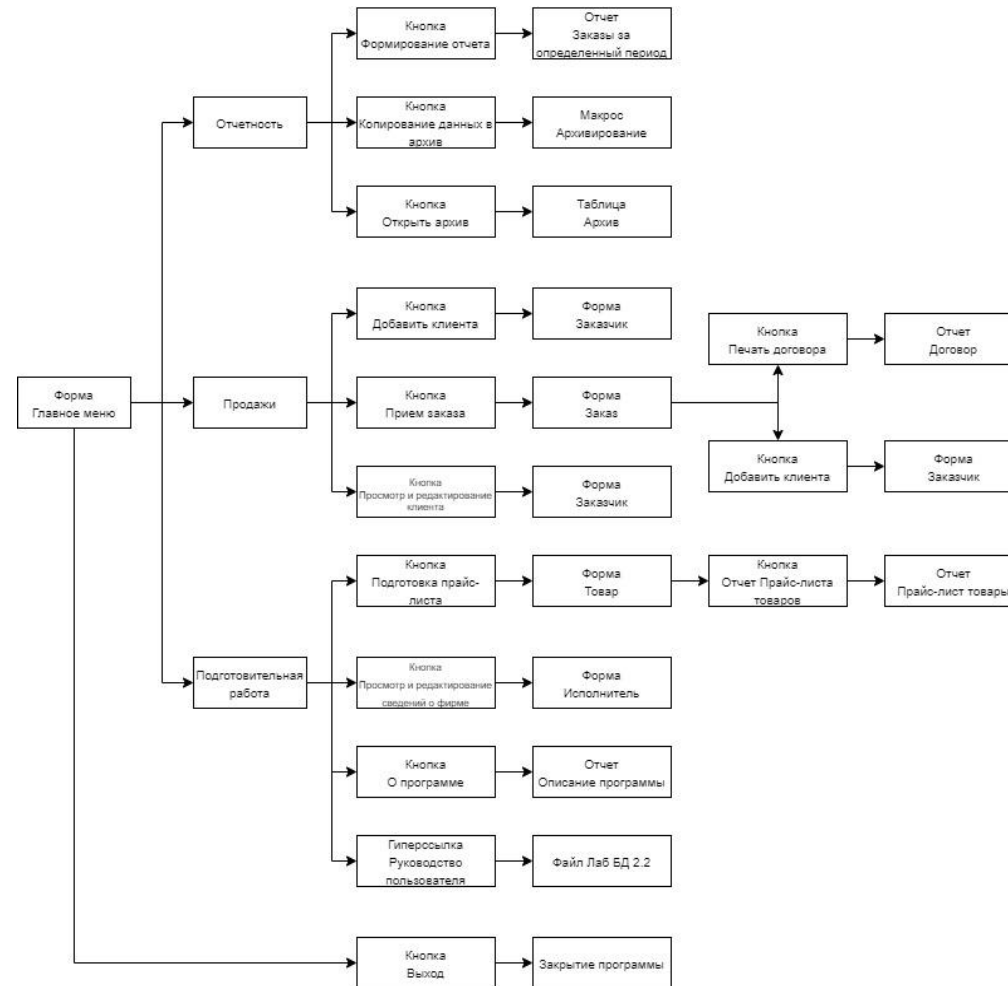 Кнопка
Формирование отчета
Отчет
Заказы за
определенный период
Отчетность
Кнопка
Копирование данных в
архив
Макрос
Архивирование
Кнопка
Открыть архив
Таблица
Архив
Кнопка
Добавить клиента
Форма
Заказчик
Кнопка
Печать договора
Отчет
Договор
Форма
Главное меню
Продажи
Кнопка
Прием заказа
Форма
Заказ
Кнопка
Добавить клиента
Форма
Заказчик
Кнопка
Просмотр и редактирование
клиента
Форма
Заказчик
Кнопка
Подготовка прайс-
листа
Форма
Товар
Кнопка
Отчет Прайс-листа
товаров
Отчет
Прайс-лист товары
Подготовительная
работа
Кнопка
Просмотр и редактирование
сведений о фирме
Форма
Исполнитель
Кнопка
О программе
Отчет
Описание программы
Гиперссылка
Руководство
пользователя
Файл Лаб БД 2.2
Кнопка
Выход
Закрытие программы